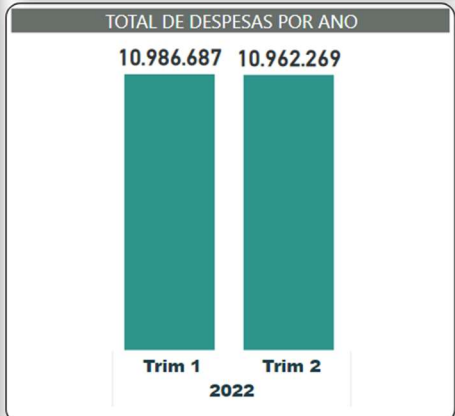 TOTAL DE DESPESAS POR ANO
10.986.687 10.962.269
Trim 1 Trim 2
2022